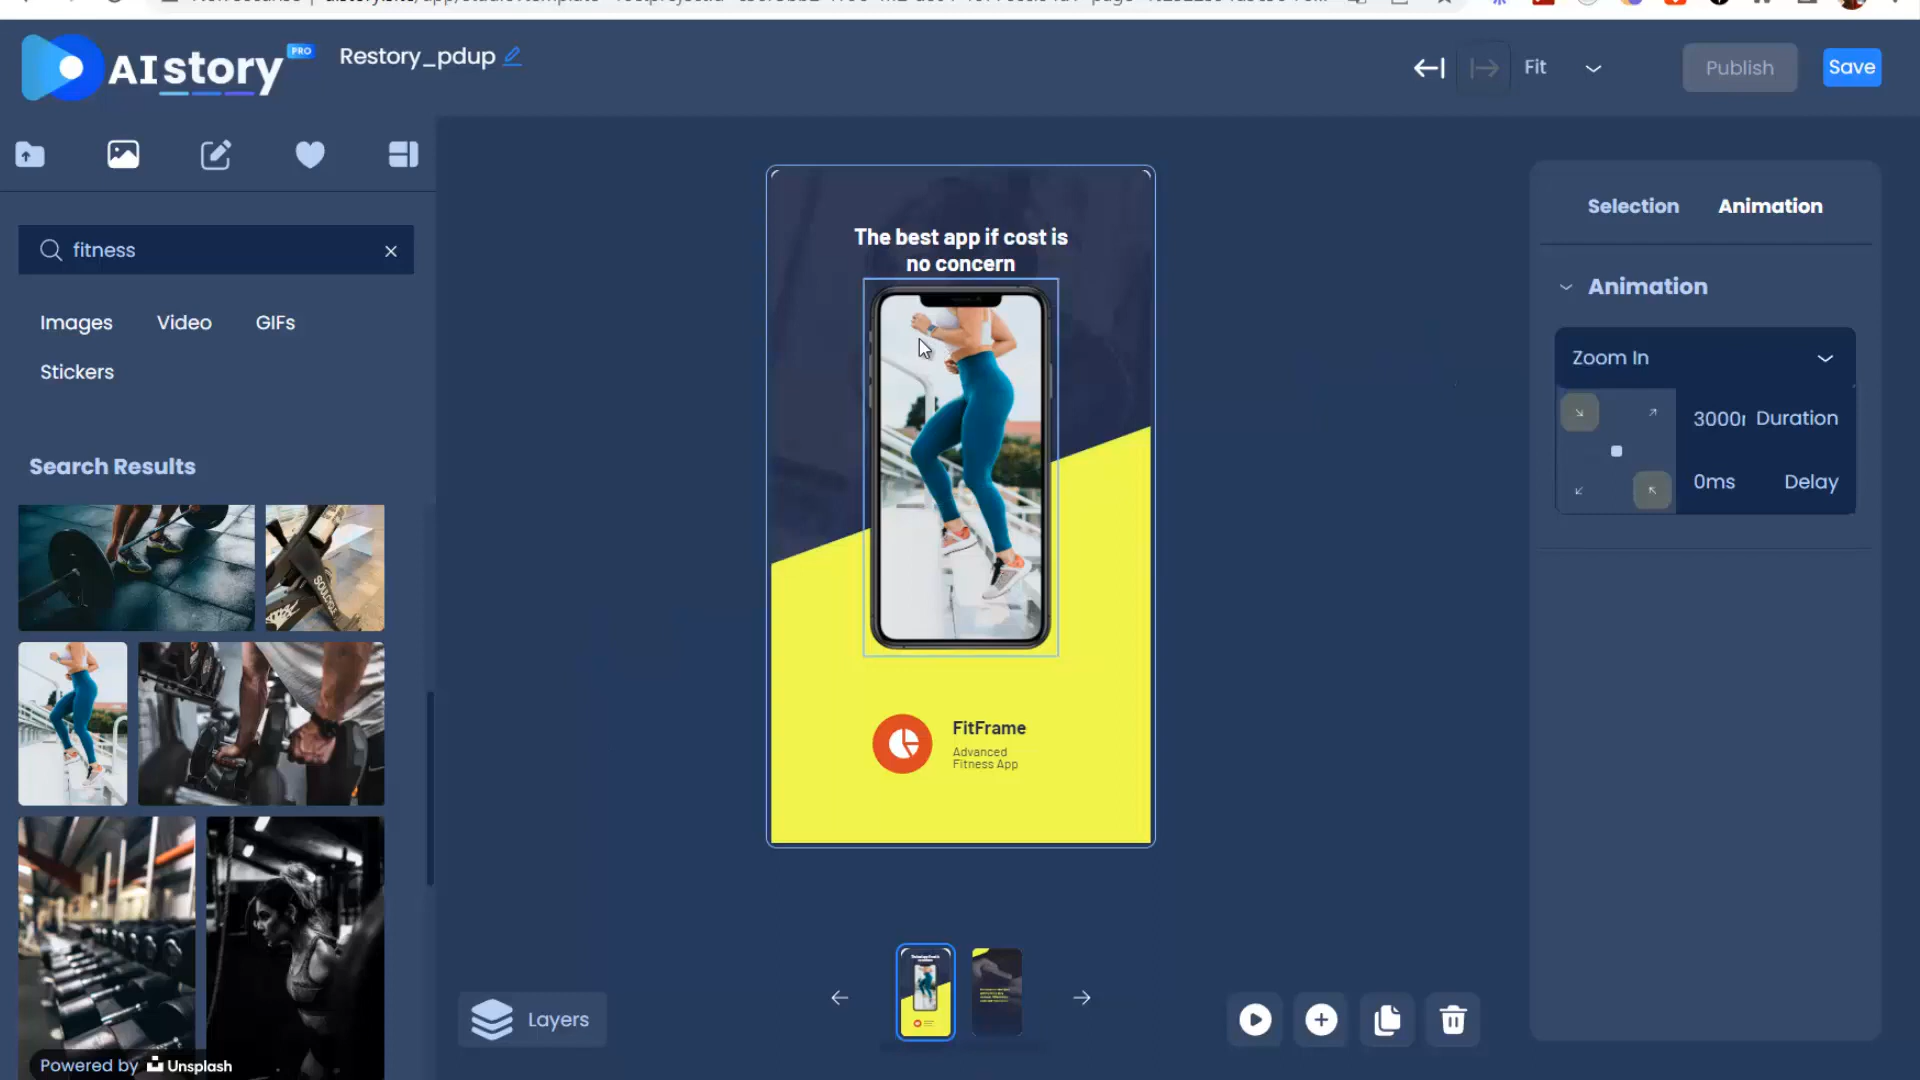 AIstory
PRO
Restory_pdup
Fit
Publish
Save
fitness
Images
Video
GIFs
Stickers
Search Results
Powered by Unsplash
The best app if cost is
no concern
FitFrame
Advanced
Fitness App
Layers
Selection
Animation
Animation
Zoom In
Duration
0ms
Delay
SOULCYCLE